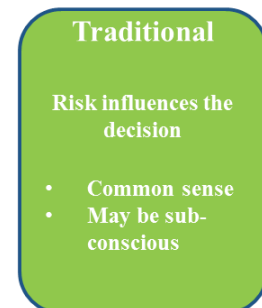 Traditional
Risk influences the
decision
• Common sense
• May be sub-
conscious